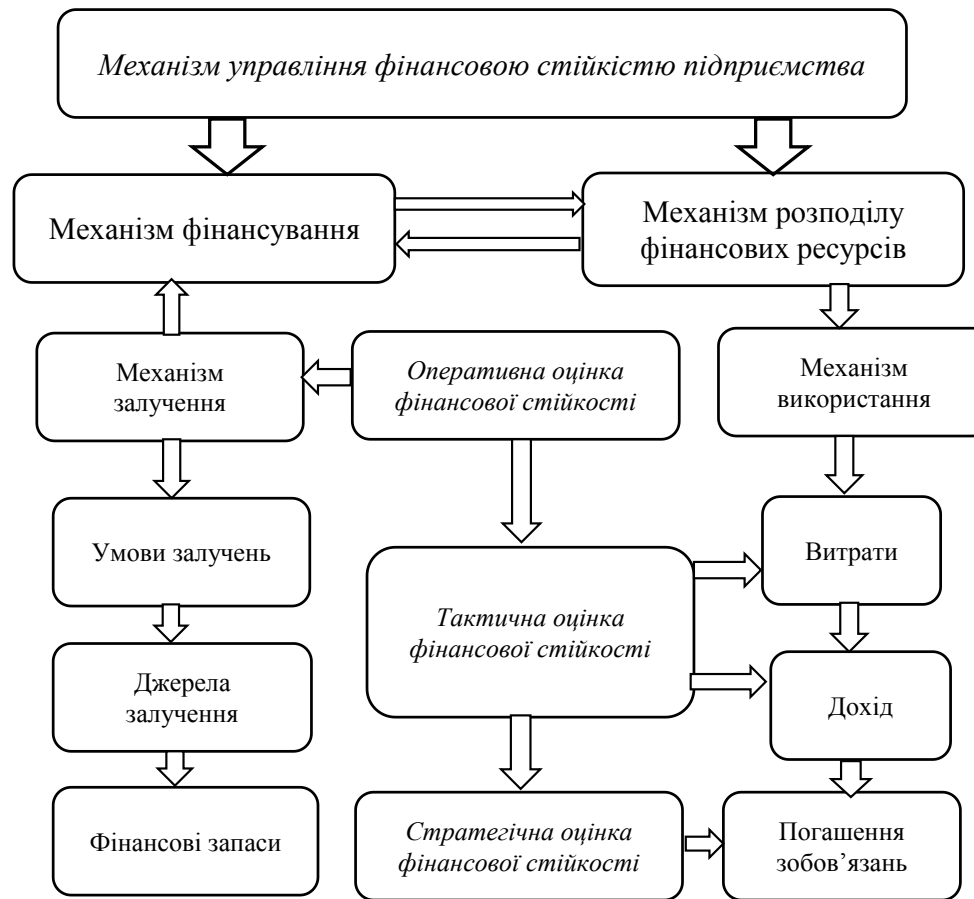 Механізм управління фінансовою стійкістю підприємства
Механізм фінансування
Механізм розподілу
фінансових ресурсів
Механізм
залучення
Оперативна оцінка
фінансової стійкості
Механізм
використання
Умови залучень
Витрати
Тактична оцінка
фінансової стійкості
Джерела
залучення
Дохід
Фінансові запаси
Стратегічна оцінка
фінансової стійкості
Погашення
зобов’язань